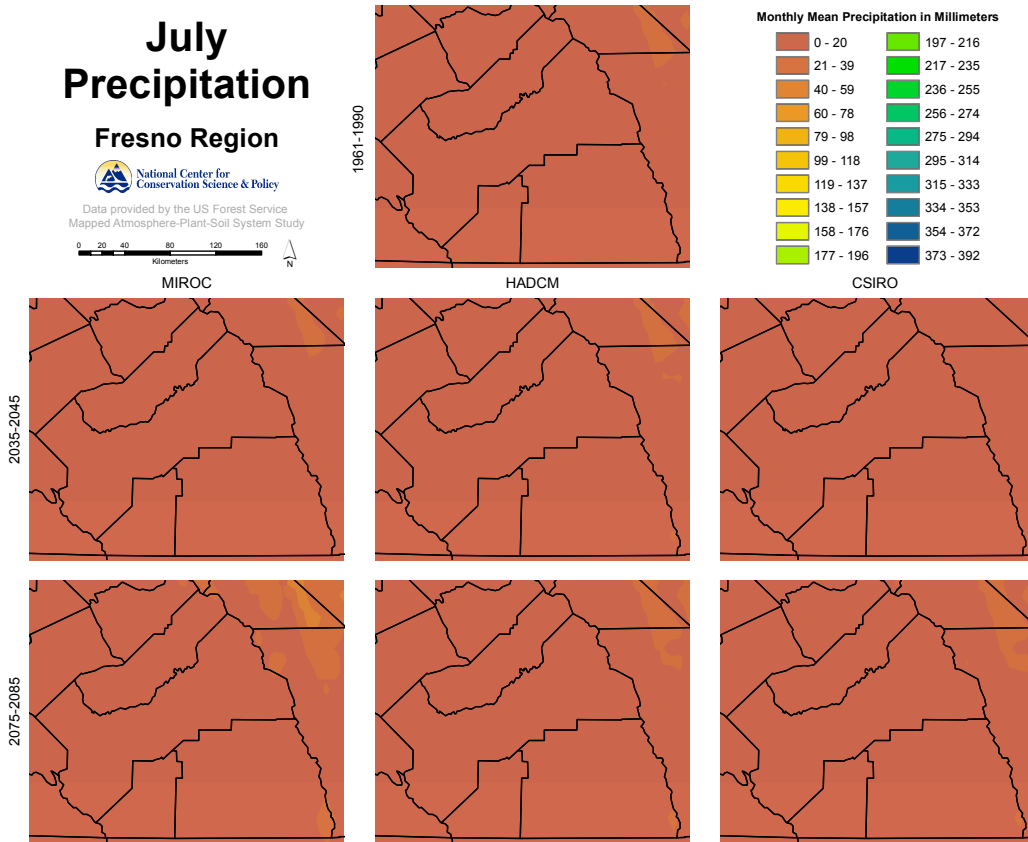 July
Precipitation
Fresno Region
National Center for
Conservation Science & Policy
Data provided by the US Forest Service
Mapped Atmosphere-Plant-Soil System Study
0 20 40 80 120 160
Kilometers
N
1961-1990
Monthly Mean Precipitation in Millimeters
0 - 20
21 - 39
40 - 59
60 - 78
79 - 98
99 - 118
119 - 137
138 - 157
158 - 176
177 - 196
197 - 216
217 - 235
236 - 255
256 - 274
275 - 294
295 - 314
315 - 333
334 - 353
354 - 372
373 - 392
MIROC
HADCM
CSIRO
2035-2045
2075-2085